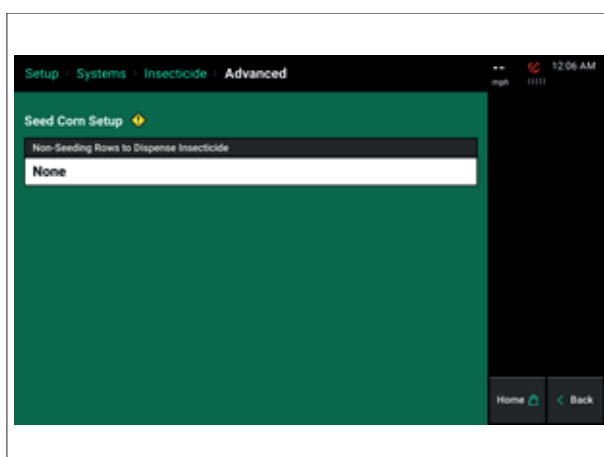 Setup › Systems › Insecticide › Advanced
-- 12:06 AM
mph
Seed Corn Setup
Non-Seeding Rows to Dispense Insecticide
None
Home < Back